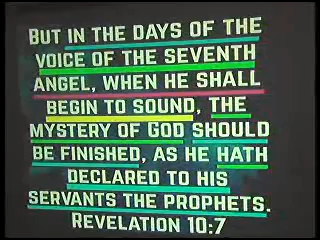 BUT IN THE DAYS OF THE
VOICE OF THE SEVENTH
ANGEL, WHEN HE SHALL
BEGIN TO SOUND, THE
MYSTERY OF GOD SHOULD
BE FINISHED, AS HE HATH
DECLARED TO HIS
SERVANTS THE PROPHETS.
REVELATION 10:7